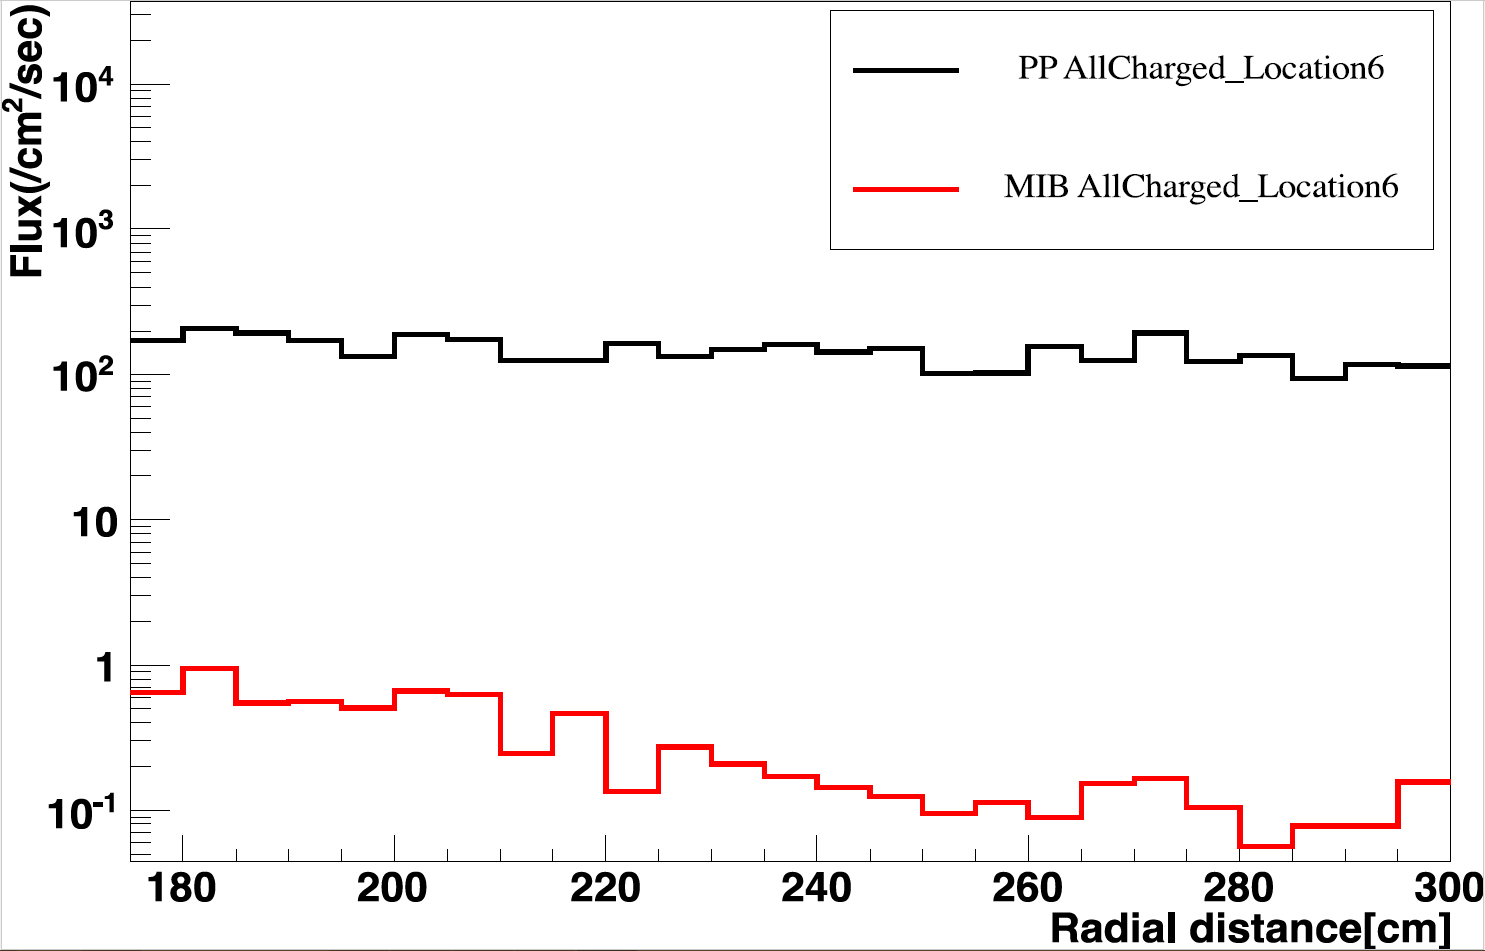 Flux(/cm²/sec)
10⁴
10³
10²
10
1
10⁻¹
PP AllCharged_Location6
MIB AllCharged_Location6
180 200 220 240 260 280 300
Radial distance[cm]